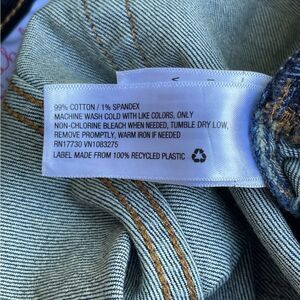 99% COTTON / 1% SPANDEX
MACHINE WASH COLD WITH LIKE COLORS, ONLY
NON-CHLORINE BLEACH WHEN NEEDED, TUMBLE DRY LOW,
REMOVE PROMPTLY, WARM IRON IF NEEDED
RN17730 VN1083275
LABEL MADE FROM 100% RECYCLED PLASTIC